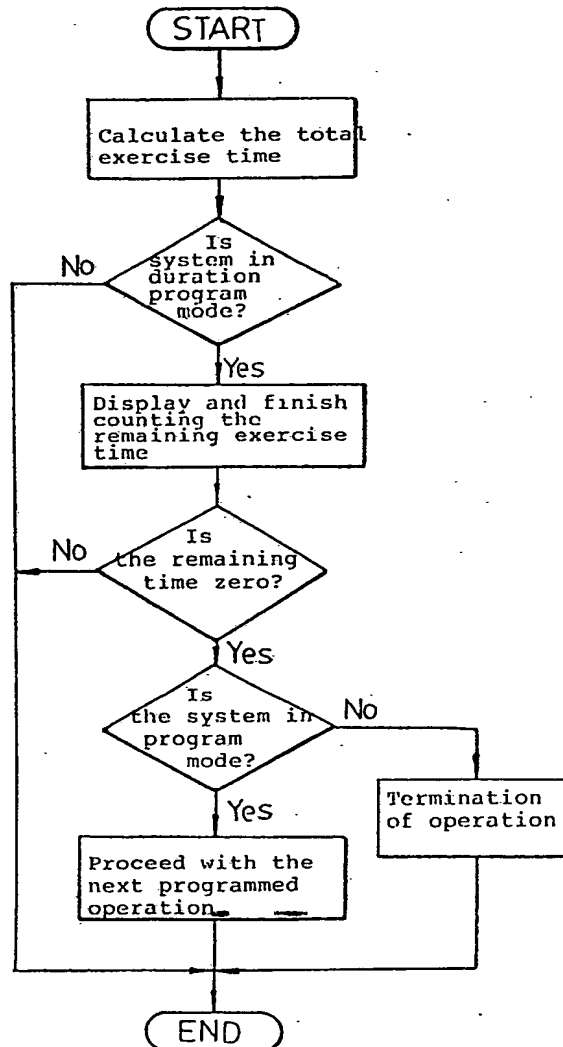 START
Calculate the total
exercise time
Is
system in
duration
program
mode?
No
Yes
Display and finish
counting the
remaining exercise
time
Is
the remaining
time zero?
No
Yes
Is
the system in
program
mode?
No
Yes
Termination
of operation
Proceed with the
next programmed
operation
END